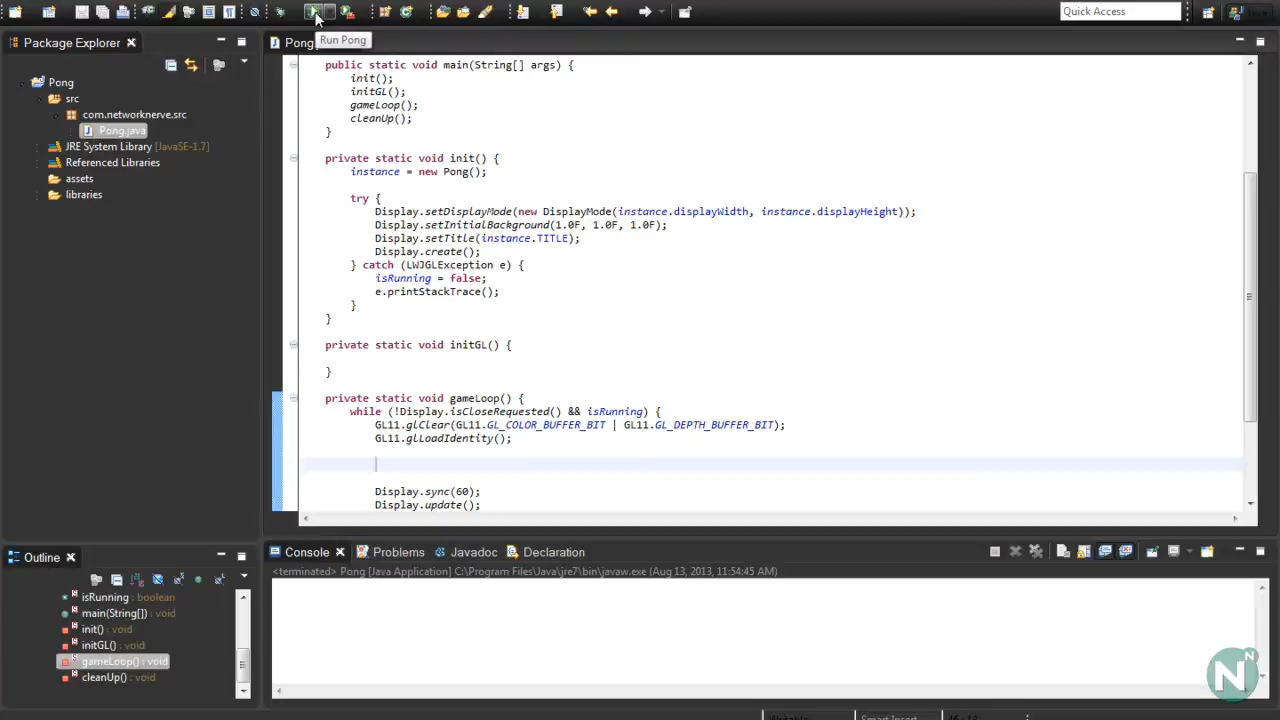 Quick Access
Java
Run Pong
Package Explorer
Pong
Pong
src
com.networknerve.src
Pong.java
JRE System Library [JavaSE-1.7]
Referenced Libraries
assets
libraries
public static void main(String[] args) {
init();
initGL();
gameLoop();
cleanUp();
}
private static void init() {
instance = new Pong();
try {
Display.setDisplayMode(new DisplayMode(instance.displayWidth, instance.displayHeight));
Display.setInitialBackground(1.0F, 1.0F, 1.0F);
Display.setTitle(instance.TITLE);
Display.create();
} catch (LWJGLException e) {
isRunning = false;
e.printStackTrace();
}
}
private static void initGL() {
}
private static void gameLoop() {
while (!Display.isCloseRequested() && isRunning) {
GL11.glClear(GL11.GL_COLOR_BUFFER_BIT | GL11.GL_DEPTH_BUFFER_BIT);
GL11.glLoadIdentity();
Display.sync(60);
Display.update();
Outline
isRunning : boolean
main(String[]) : void
init() : void
initGL() : void
gameLoop() : void
cleanUp() : void
Console
Problems
Javadoc
Declaration
<terminated> Pong [Java Application] C:\Program Files\Java\jre7\bin\javaw.exe (Aug 13, 2013, 11:54:45 AM)
N N
Writable
Smart Insert